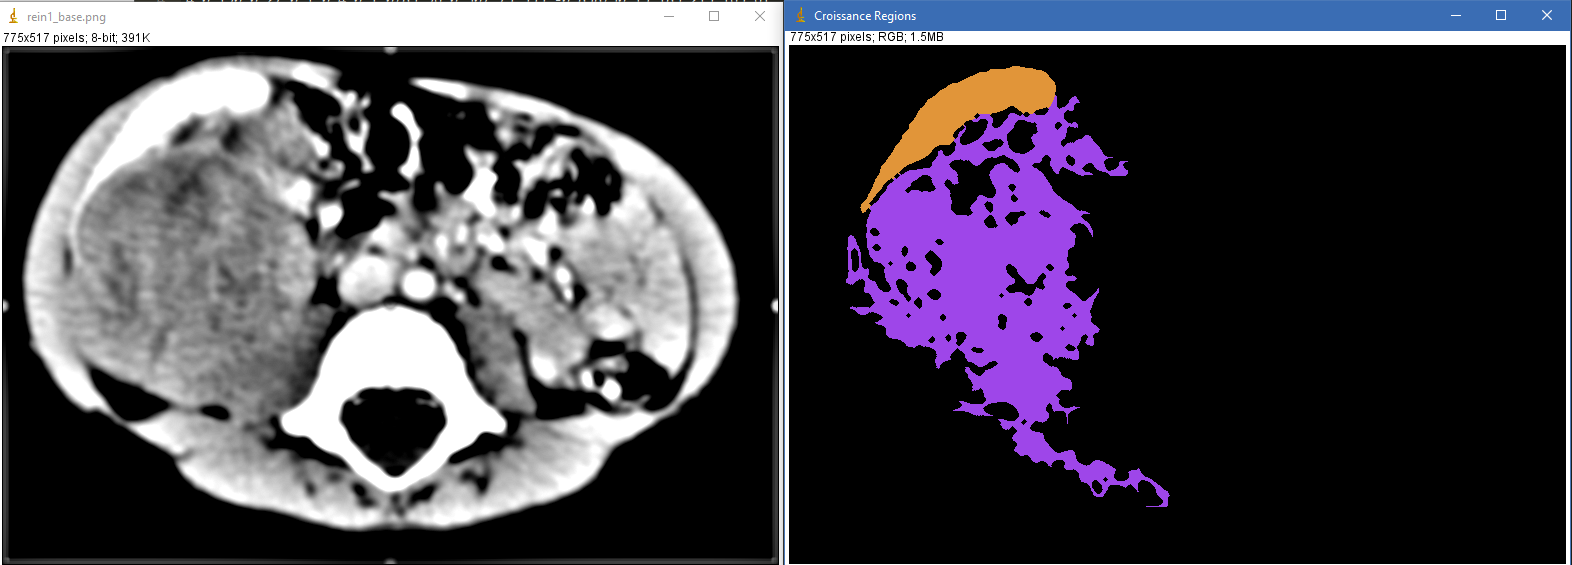 rein1_base.png
775x517 pixels; 8-bit; 391K
Croissance Regions
775x517 pixels; RGB; 1.5MB